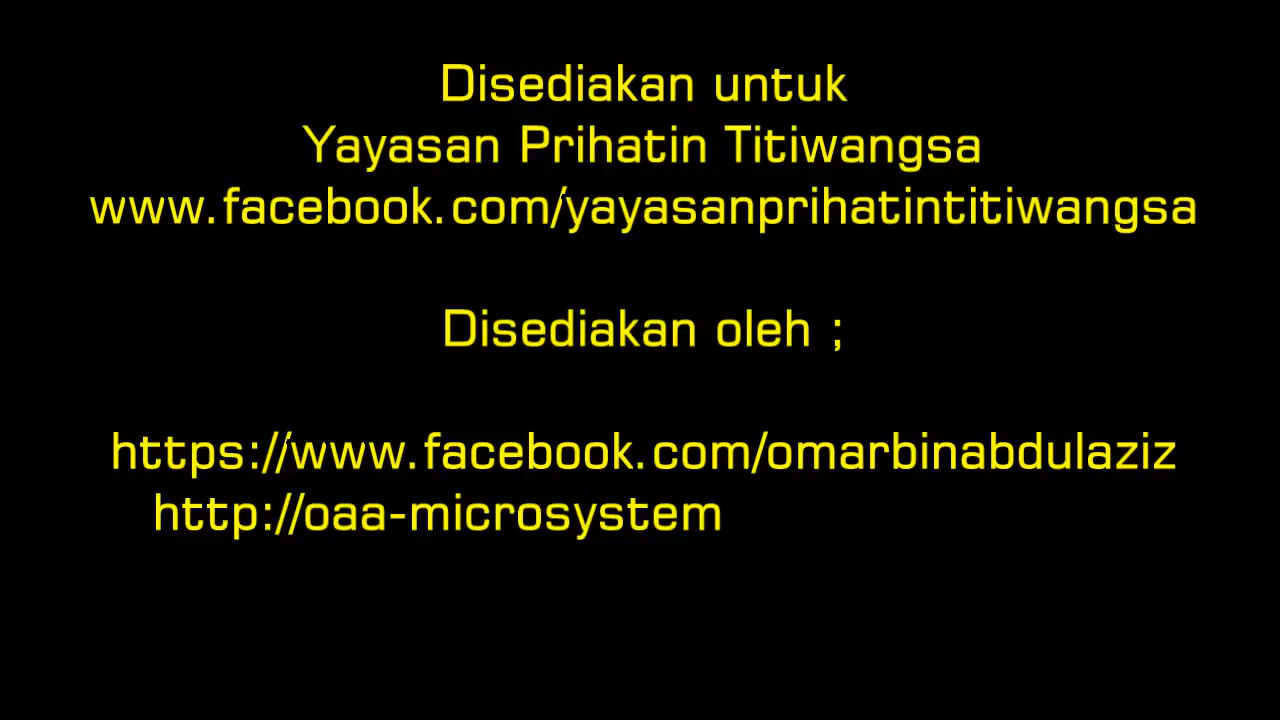 Disediakan untuk
Yayasan Prihatin Titiwangsa
www.facebook.com/yayasanprihatintitiwangsa
Disediakan oleh ;
https://www.facebook.com/omarbinabdulaziz
http://oaa-microsystem